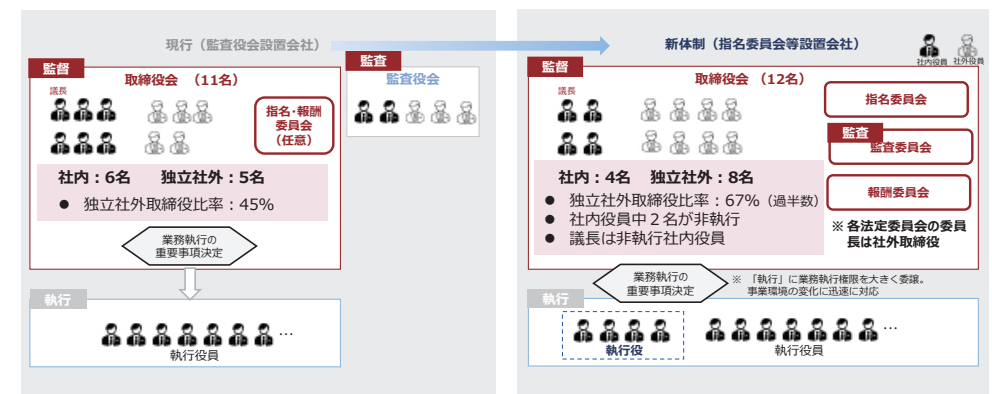 現行（監査役会設置会社）
監督
取締役会　（11名）
議長
指名・報酬
委員会
（任意）
社内：6名　　独立社外：5名
● 独立社外取締役比率：45%
業務執行の
重要事項決定
監査
監査役会
執行
…
執行役員
新体制（指名委員会等設置会社）
社内役員 社外役員
監督
取締役会　（12名）
議長
指名委員会
監査
監査委員会
報酬委員会
社内：4名　独立社外：8名
● 独立社外取締役比率：67%（過半数）
● 社内役員中２名が非執行
● 議長は非執行社内役員
※ 各法定委員会の委員
長は社外取締役
業務執行の
重要事項決定
※　「執行」に業務執行権限を大きく委譲。
事業環境の変化に迅速に対応
執行
執行役
…
執行役員